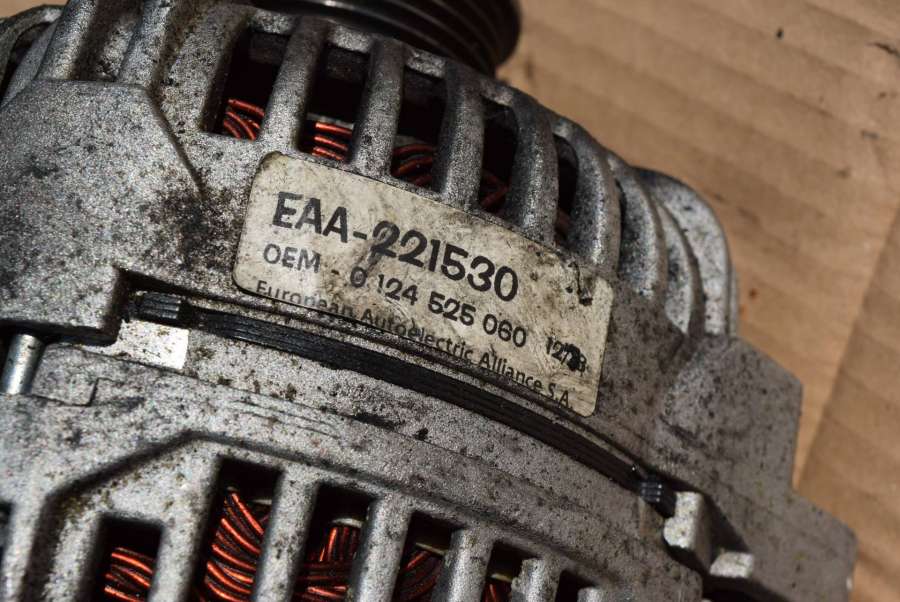 EAA-221530
OEM - 0 124 525 060
European Autoelectric Alliance S.A.